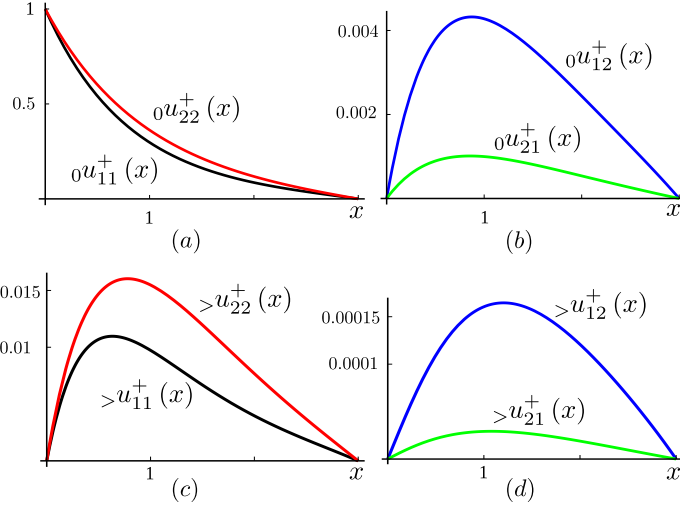 1
0.5
₀u₂₂⁺(x)
₀u₁₁⁺(x)
1
x
(a)
0.004
0.002
₀u₁₂⁺(x)
₀u₂₁⁺(x)
1
x
(b)
0.015
0.01
>u₂₂⁺(x)
>u₁₁⁺(x)
1
x
(c)
0.00015
0.0001
>u₁₂⁺(x)
>u₂₁⁺(x)
1
x
(d)